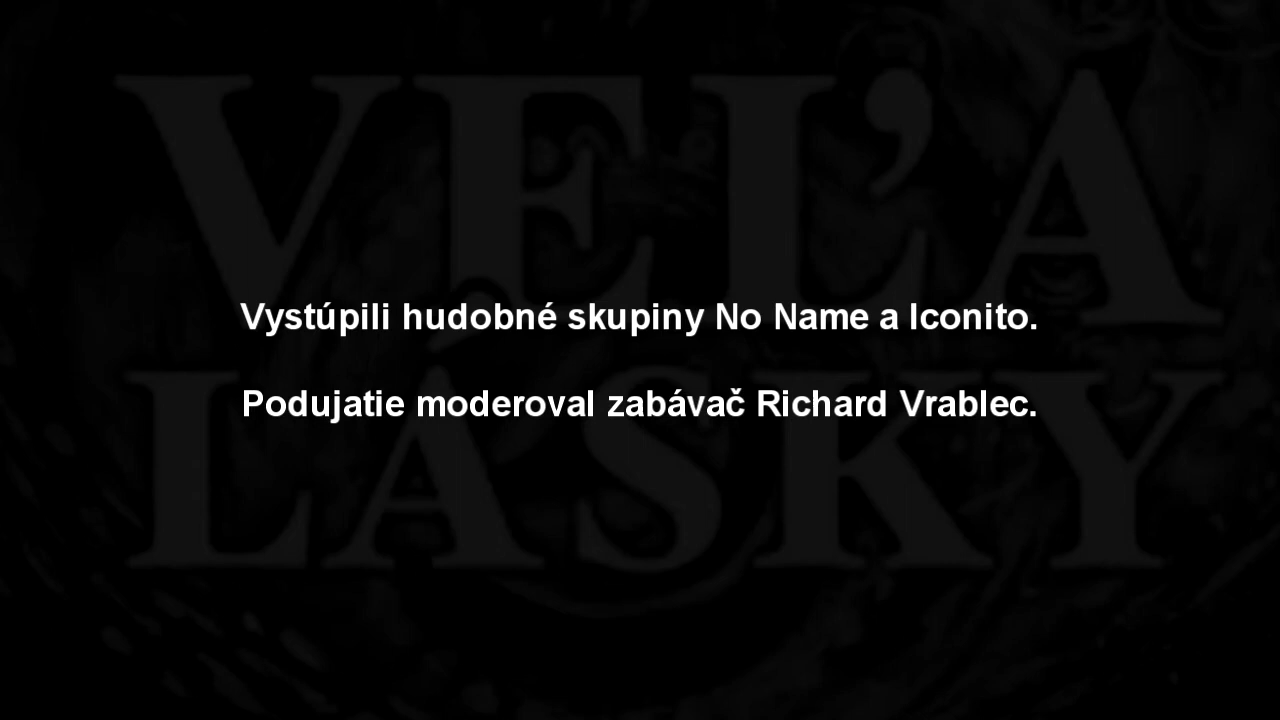 VEĽA
Vystúpili hudobné skupiny No Name a Iconito.
LÁSKY
Podujatie moderoval zabávač Richard Vrablec.